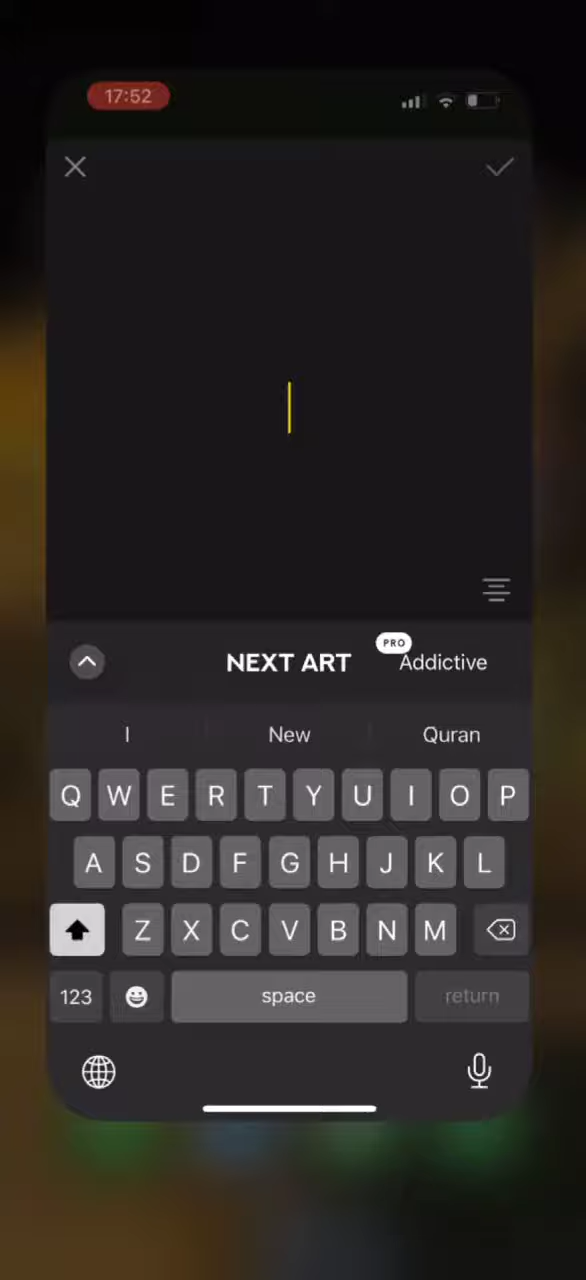 17:52
NEXT ART
PRO
Addictive
I New Quran
Q W E R T Y U I O P
A S D F G H J K L
Z X C V B N M
123 space return